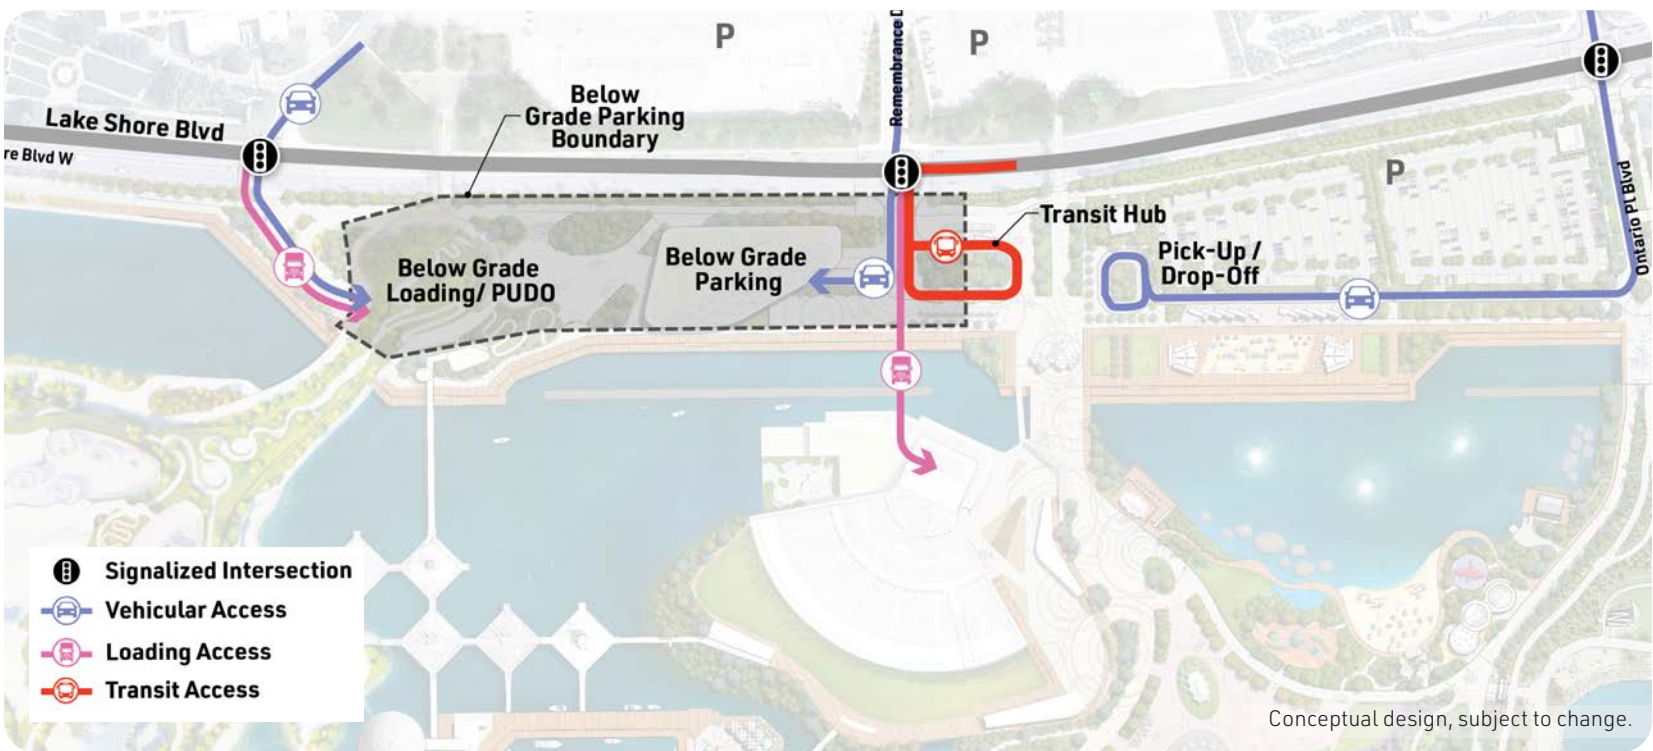 P
P
Remembrance D
Below
Grade Parking
Boundary
Lake Shore Blvd
re Blvd W
P
Ontario Pl Blvd
Transit Hub
Pick-Up /
Drop-Off
Below Grade
Parking
Below Grade
Loading/ PUDO
Signalized Intersection
Vehicular Access
Loading Access
Transit Access
Conceptual design, subject to change.